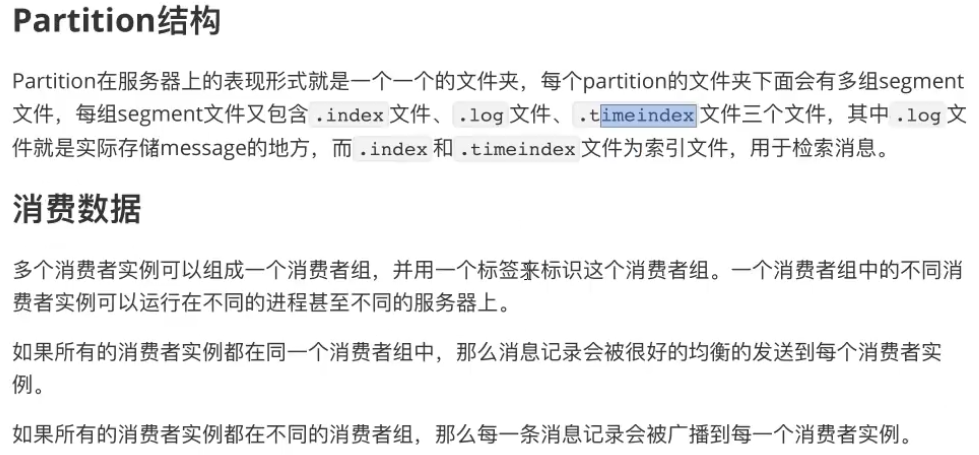 Partition结构
Partition在服务器上的表现形式就是一个一个的文件夹，每个partition的文件夹下面会有多组segment
文件，每组segment文件又包含 .index 文件、 .log 文件、 .timeindex 文件三个文件，其中 .log 文
件就是实际存储message的地方，而 .index 和 .timeindex 文件为索引文件，用于检索消息。
消费数据
多个消费者实例可以组成一个消费者组，并用一个标签来标识这个消费者组。一个消费者组中的不同消
费者实例可以运行在不同的进程甚至不同的服务器上。
如果所有的消费者实例都在同一个消费者组中，那么消息记录会被很好的均衡的发送到每个消费者实
例。
如果所有的消费者实例都在不同的消费者组，那么每一条消息记录会被广播到每一个消费者实例。